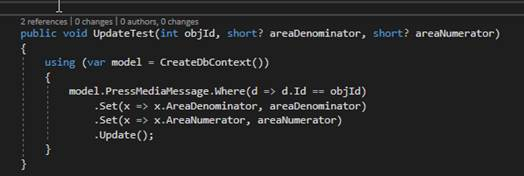 2 references | 0 changes | 0 authors, 0 changes
public void UpdateTest(int objId, short? areaDenominator, short? areaNumerator)
{
using (var model = CreateDbContext())
{
model.PressMediaMessage.Where(d => d.Id == objId)
.Set(x => x.AreaDenominator, areaDenominator)
.Set(x => x.AreaNumerator, areaNumerator)
.Update();
}
}